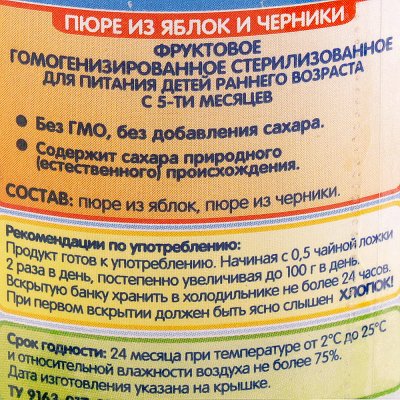 ПЮРЕ ИЗ ЯБЛОК И ЧЕРНИКИ
ФРУКТОВОЕ
ГОМОГЕНИЗИРОВАННОЕ СТЕРИЛИЗОВАННОЕ
ДЛЯ ПИТАНИЯ ДЕТЕЙ РАННЕГО ВОЗРАСТА
С 5-ТИ МЕСЯЦЕВ
• Без ГМО, без добавления сахара.
• Содержит сахара природного
(естественного) происхождения.
СОСТАВ: пюре из яблок, пюре из черники.
Рекомендации по употреблению:
Продукт готов к употреблению. Начиная с 0,5 чайной ложки
2 раза в день, постепенно увеличивая до 100 г в день.
Вскрытую банку хранить в холодильнике не более 24 часов.
При первом вскрытии должен быть ясно слышен ХЛОПОК!
Срок годности: 24 месяца при температуре от 2°С до 25°С
и относительной влажности воздуха не более 75%.
Дата изготовления указана на крышке.
ТУ 9163